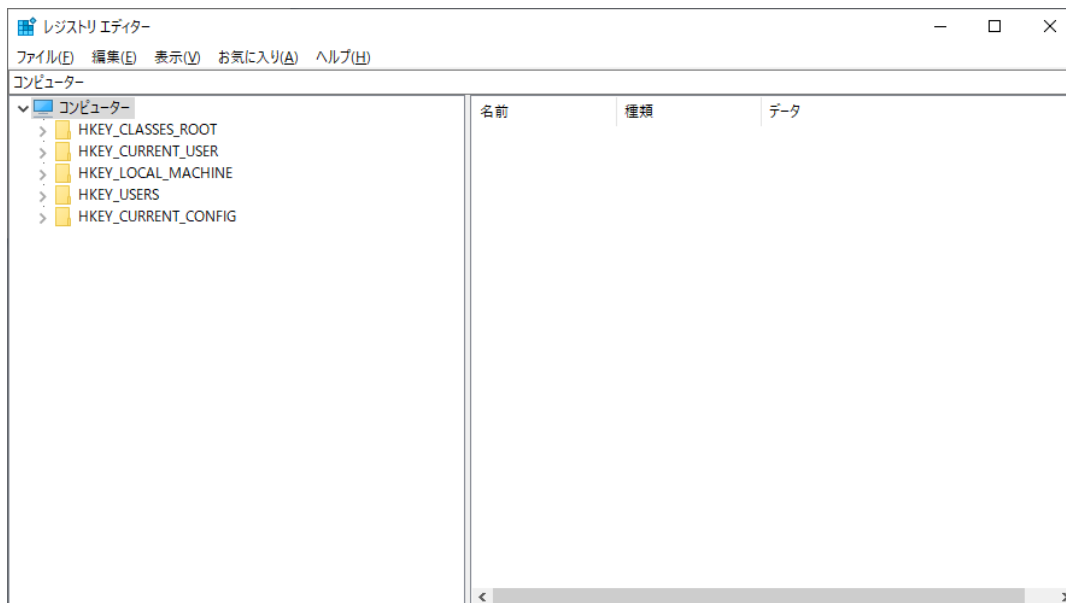 レジストリ エディター
ファイル(F) 編集(E) 表示(V) お気に入り(A) ヘルプ(H)
コンピューター
コンピューター
名前 種類 データ
HKEY_CLASSES_ROOT
HKEY_CURRENT_USER
HKEY_LOCAL_MACHINE
HKEY_USERS
HKEY_CURRENT_CONFIG